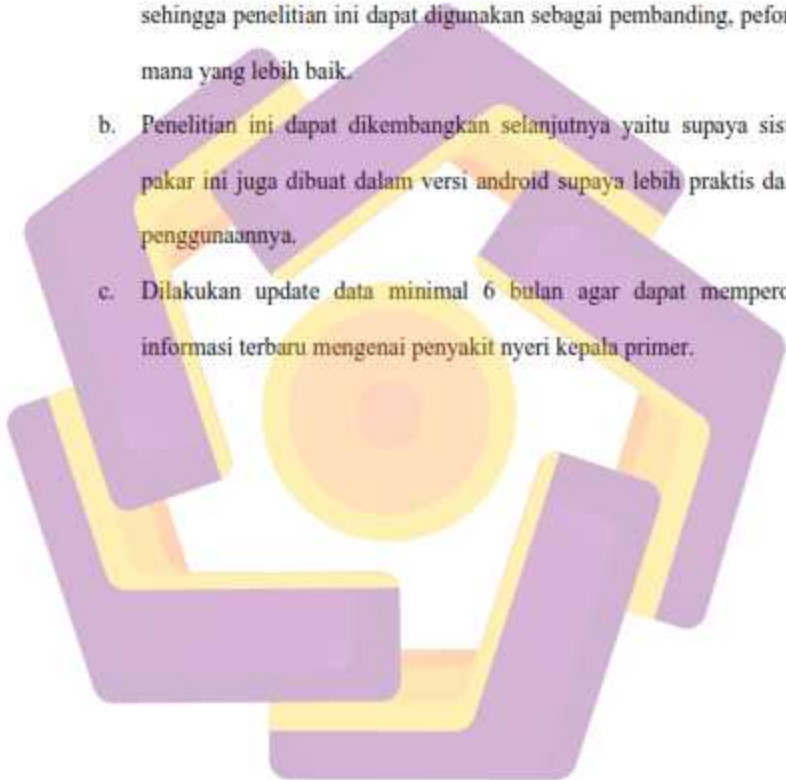 sehingga penelitian ini dapat digunakan sebagai pembanding, pefor
mana yang lebih baik.
b. Penelitian ini dapat dikembangkan selanjutnya yaitu supaya sis
pakar ini juga dibuat dalam versi android supaya lebih praktis dal
penggunaannya.
c. Dilakukan update data minimal 6 bulan agar dapat mempero
informasi terbaru mengenai penyakit nyeri kepala primer.